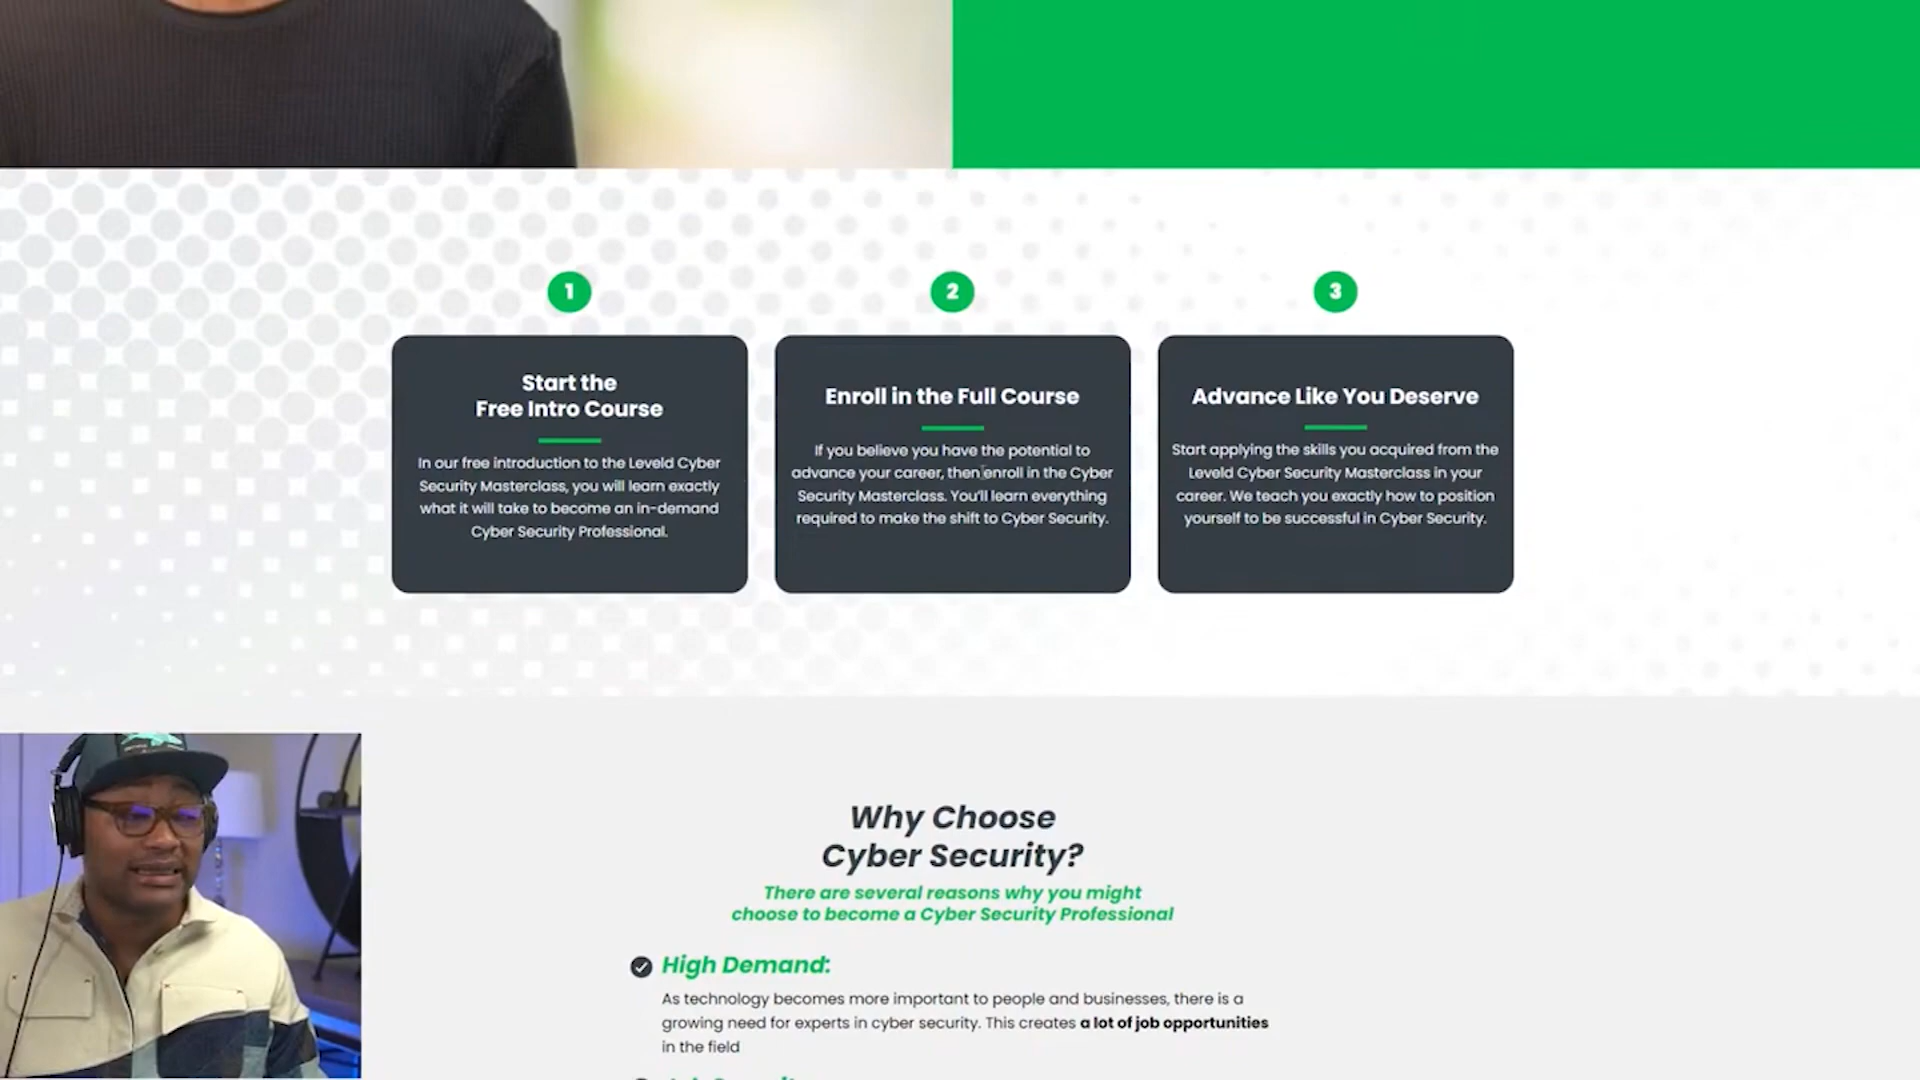 1
Start the
Free Intro Course
In our free introduction to the Leveld Cyber
Security Masterclass, you will learn exactly
what it will take to become an in-demand
Cyber Security Professional.
2
Enroll in the Full Course
If you believe you have the potential to
advance your career, then enroll in the Cyber
Security Masterclass. You'll learn everything
required to make the shift to Cyber Security.
3
Advance Like You Deserve
Start applying the skills you acquired from the
Leveld Cyber Security Masterclass in your
career. We teach you exactly how to position
yourself to be successful in Cyber Security.
Why Choose
Cyber Security?
There are several reasons why you might
choose to become a Cyber Security Professional
High Demand:
As technology becomes more important to people and businesses, there is a
growing need for experts in cyber security. This creates a lot of job opportunities
in the field